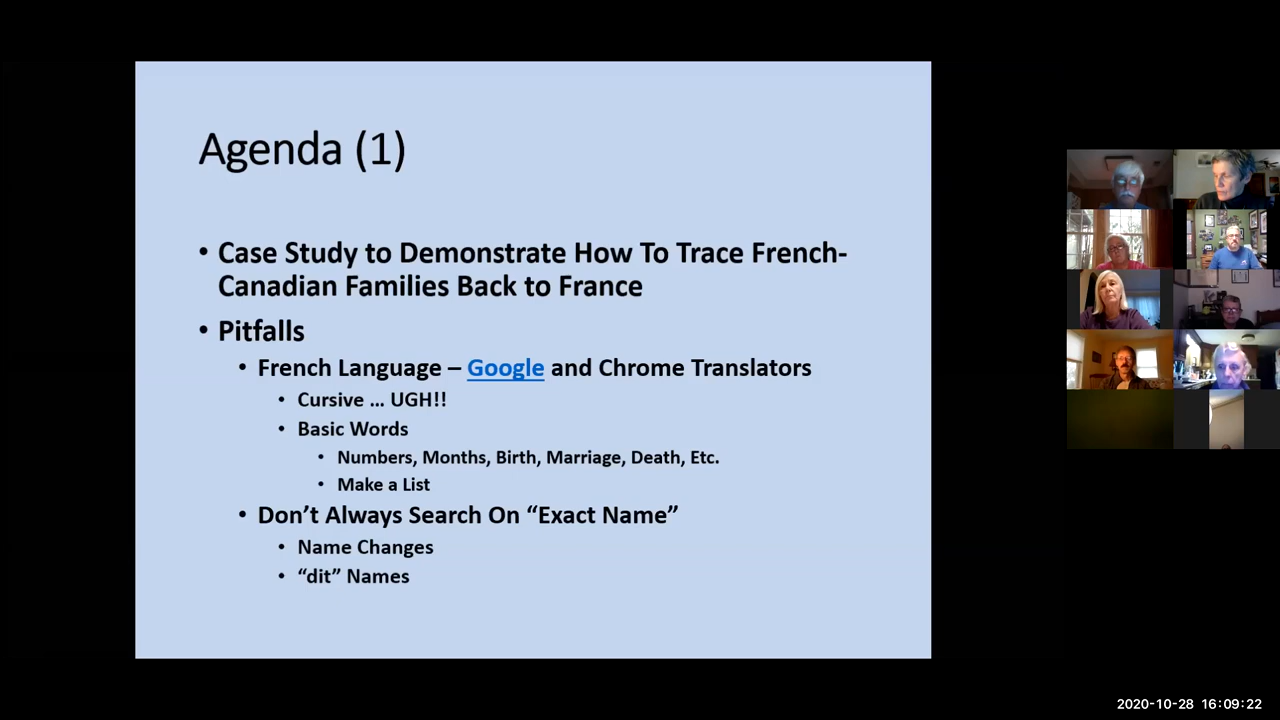 Agenda (1)
• Case Study to Demonstrate How To Trace French-
Canadian Families Back to France
• Pitfalls
• French Language – Google and Chrome Translators
• Cursive ... UGH!!
• Basic Words
• Numbers, Months, Birth, Marriage, Death, Etc.
• Make a List
• Don’t Always Search On “Exact Name”
• Name Changes
• “dit” Names
2020-10-28 16:09:22